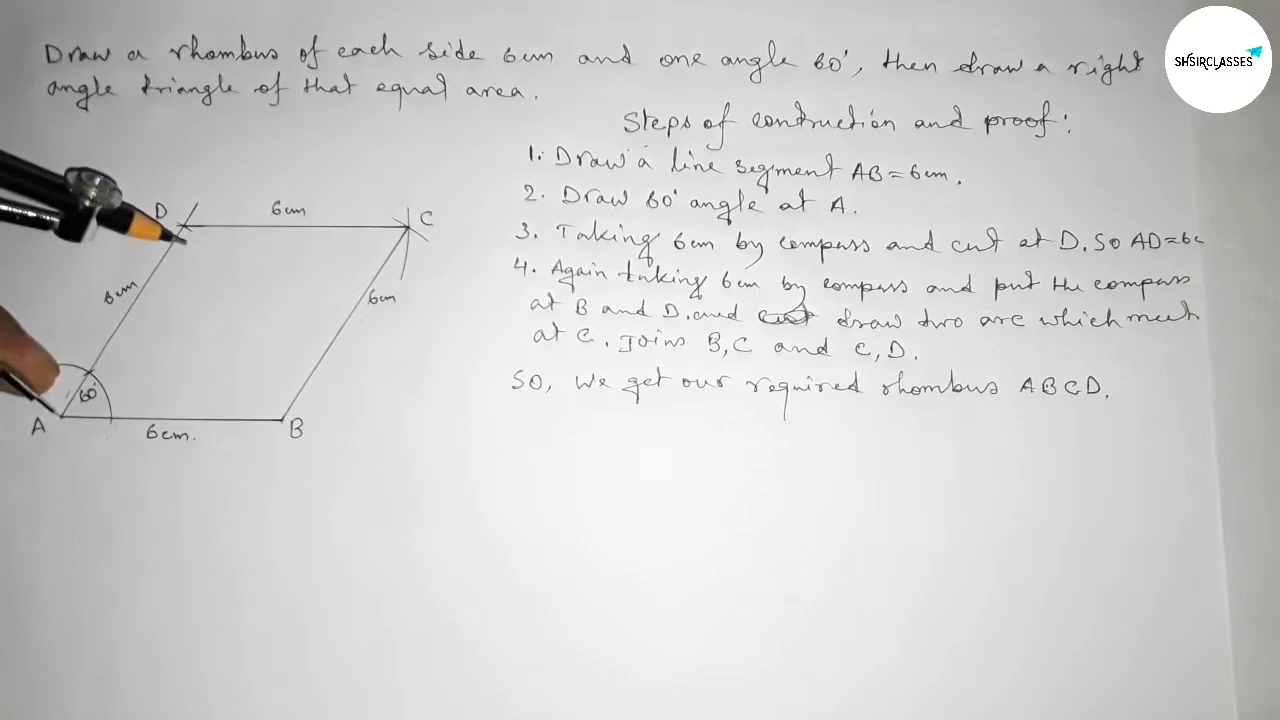 Draw a rhombus of each side 6cm and one angle 60°, then draw a right
angle triangle of that equal area.
SHSIRCLASSES
Steps of contruction and proof:
1. Draw a line segment AB=6cm.
2. Draw 60° angle at A.
3. Taking 6cm by compass and cut at D. So AD=6c
4. Again taking 6cm by compass and put the compass
at B and D. and draw two arc which meet
at C. Joins B,C and C,D.
So, We get our required rhombus ABCD.
D
6cm
C
6cm
6cm
60°
A
6cm.
B